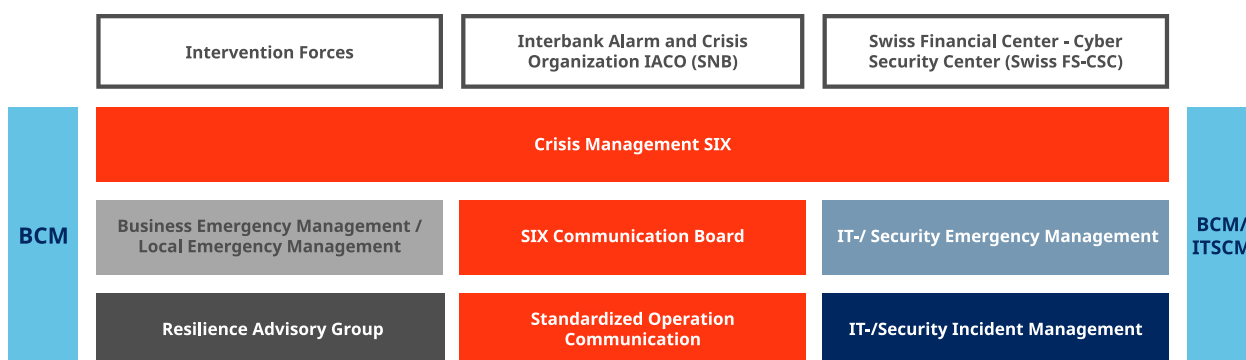 Intervention Forces
Interbank Alarm and Crisis
Organization IACO (SNB)
Swiss Financial Center - Cyber
Security Center (Swiss FS-CSC)
Crisis Management SIX
BCM
Business Emergency Management /
Local Emergency Management
SIX Communication Board
IT-/ Security Emergency Management
BCM/
ITSCM
Resilience Advisory Group
Standardized Operation
Communication
IT-/Security Incident Management